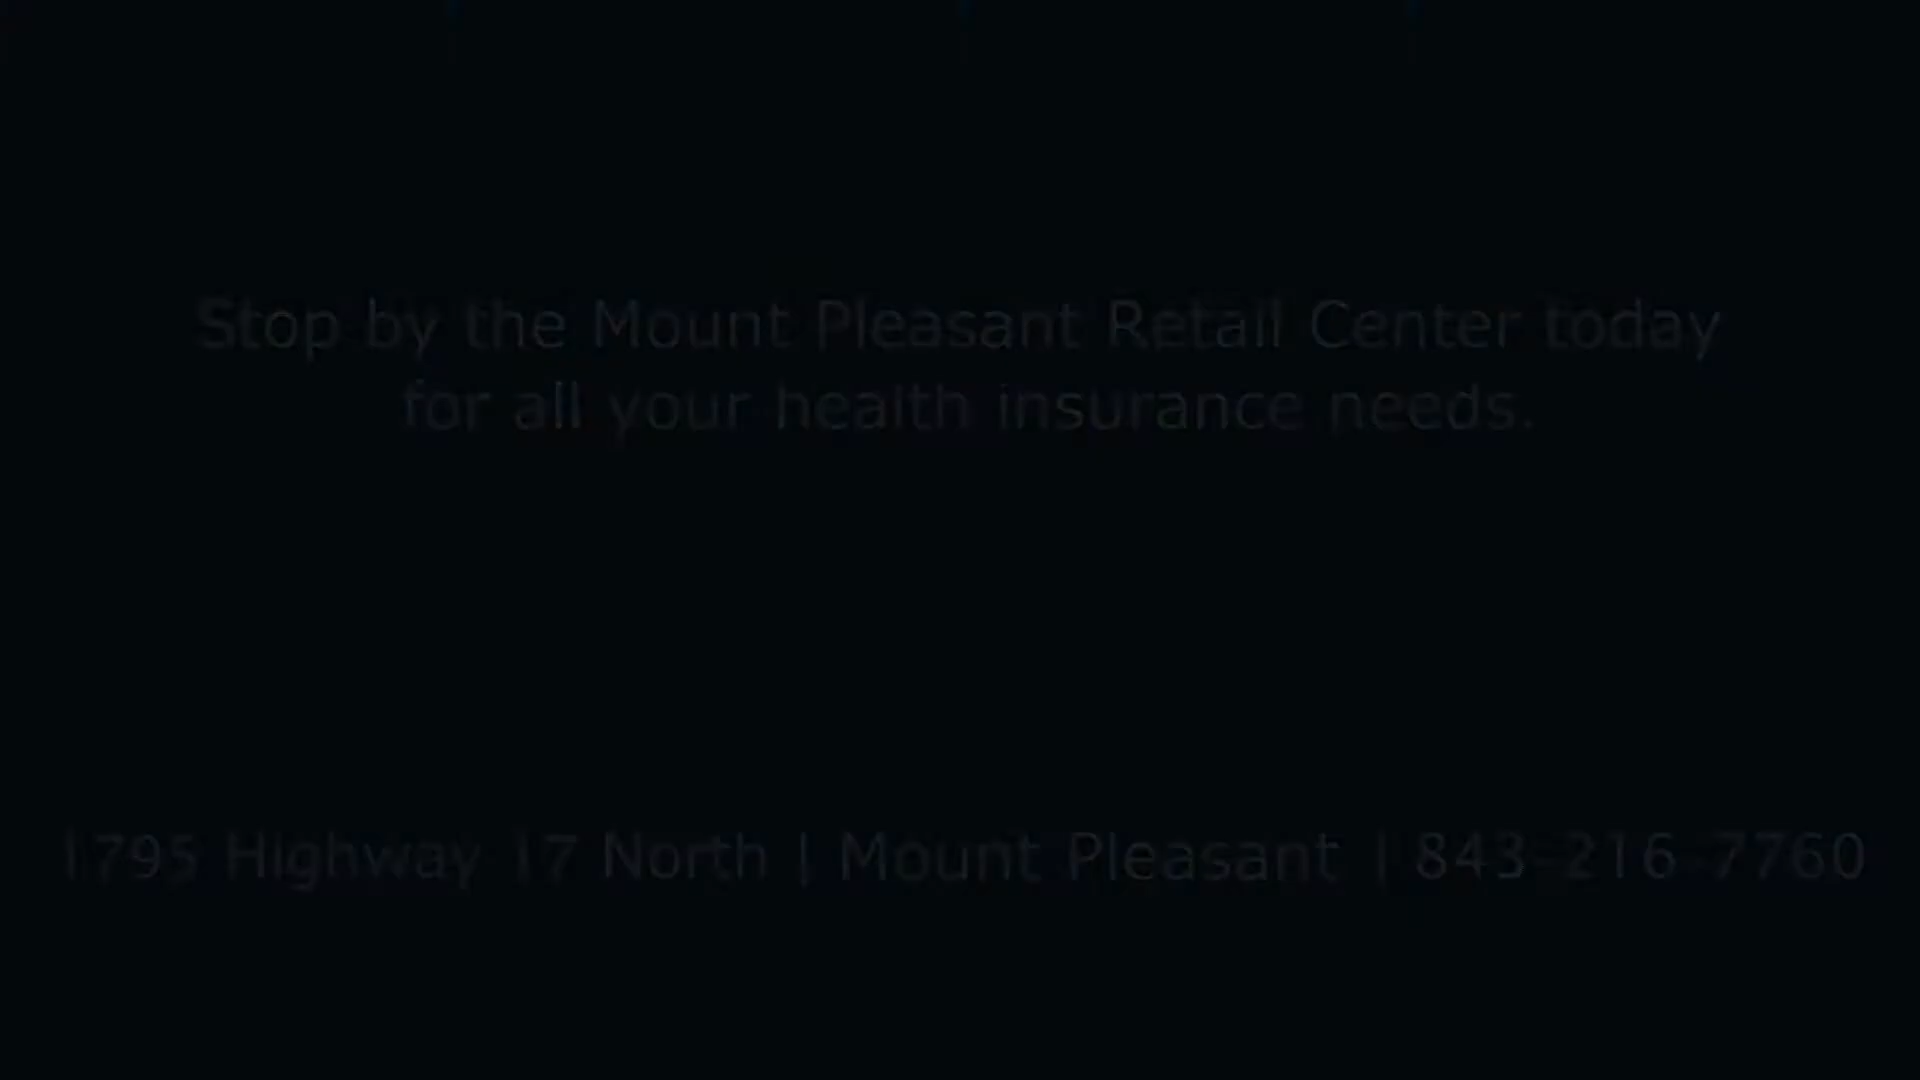 Stop by the Mount Pleasant Retail Center today
for all your health insurance needs.
1795 Highway 17 North | Mount Pleasant | 843-216-7760